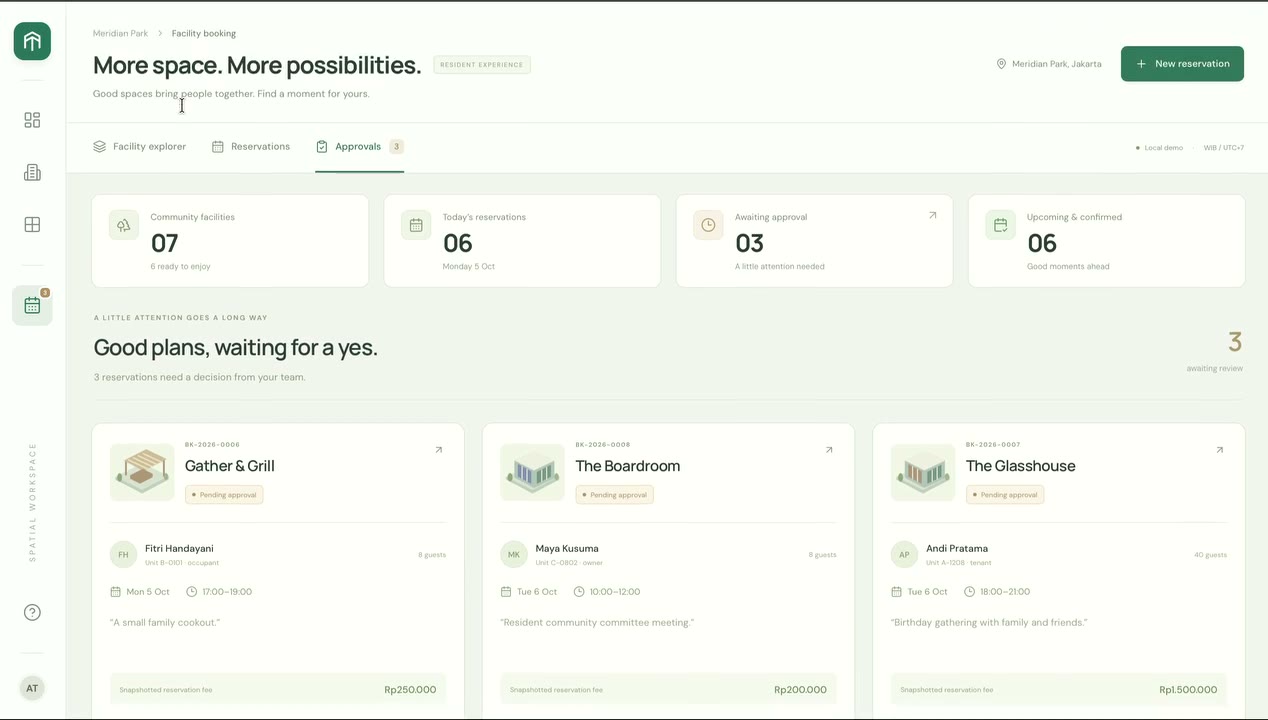 Meridian Park > Facility booking
More space. More possibilities.
RESIDENT EXPERIENCE
Good spaces bring people together. Find a moment for yours.
Meridian Park, Jakarta
New reservation
Facility explorer
Reservations
Approvals 3
Local demo · WIB / UTC+7
Community facilities
07
6 ready to enjoy
Today's reservations
06
Monday 5 Oct
Awaiting approval
03
A little attention needed
Upcoming & confirmed
06
Good moments ahead
3
A LITTLE ATTENTION GOES A LONG WAY
Good plans, waiting for a yes.
3 reservations need a decision from your team.
3
awaiting review
BK-2026-0006
Gather & Grill
Pending approval
FH
Fitri Handayani
Unit B-0101 · occupant
8 guests
Mon 5 Oct
17:00–19:00
“A small family cookout.”
Snapshotted reservation fee
Rp250.000
BK-2026-0008
The Boardroom
Pending approval
MK
Maya Kusuma
Unit C-0802 · owner
8 guests
Tue 6 Oct
10:00–12:00
“Resident community committee meeting.”
Snapshotted reservation fee
Rp200.000
BK-2026-0007
The Glasshouse
Pending approval
AP
Andi Pratama
Unit A-1208 · tenant
40 guests
Tue 6 Oct
18:00–21:00
“Birthday gathering with family and friends.”
Snapshotted reservation fee
Rp1.500.000
SPATIAL WORKSPACE
AT